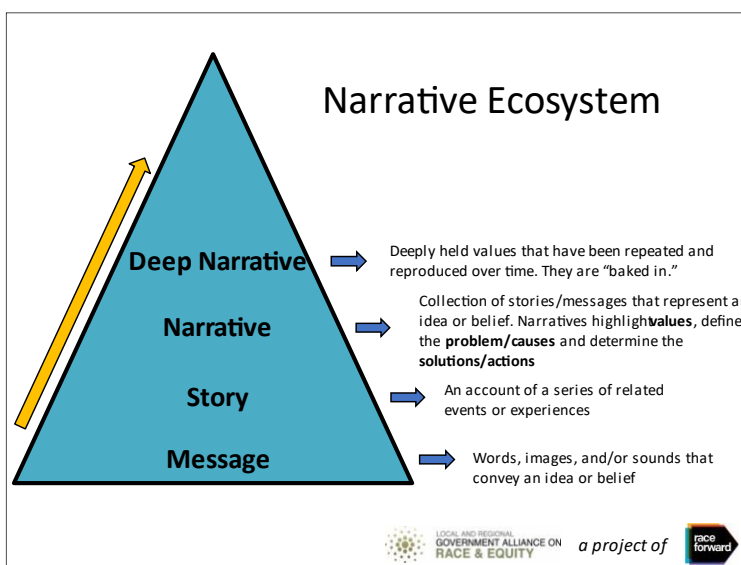 Narrative Ecosystem
Deep Narrative
Deeply held values that have been repeated and
reproduced over time. They are “baked in.”
Narrative
Collection of stories/messages that represent a
idea or belief. Narratives highlightvalues, define
the problem/causes and determine the
solutions/actions
Story
An account of a series of related
events or experiences
Message
Words, images, and/or sounds that
convey an idea or belief
LOCAL AND REGIONAL
GOVERNMENT ALLIANCE ON
RACE & EQUITY
a project of
race
forward